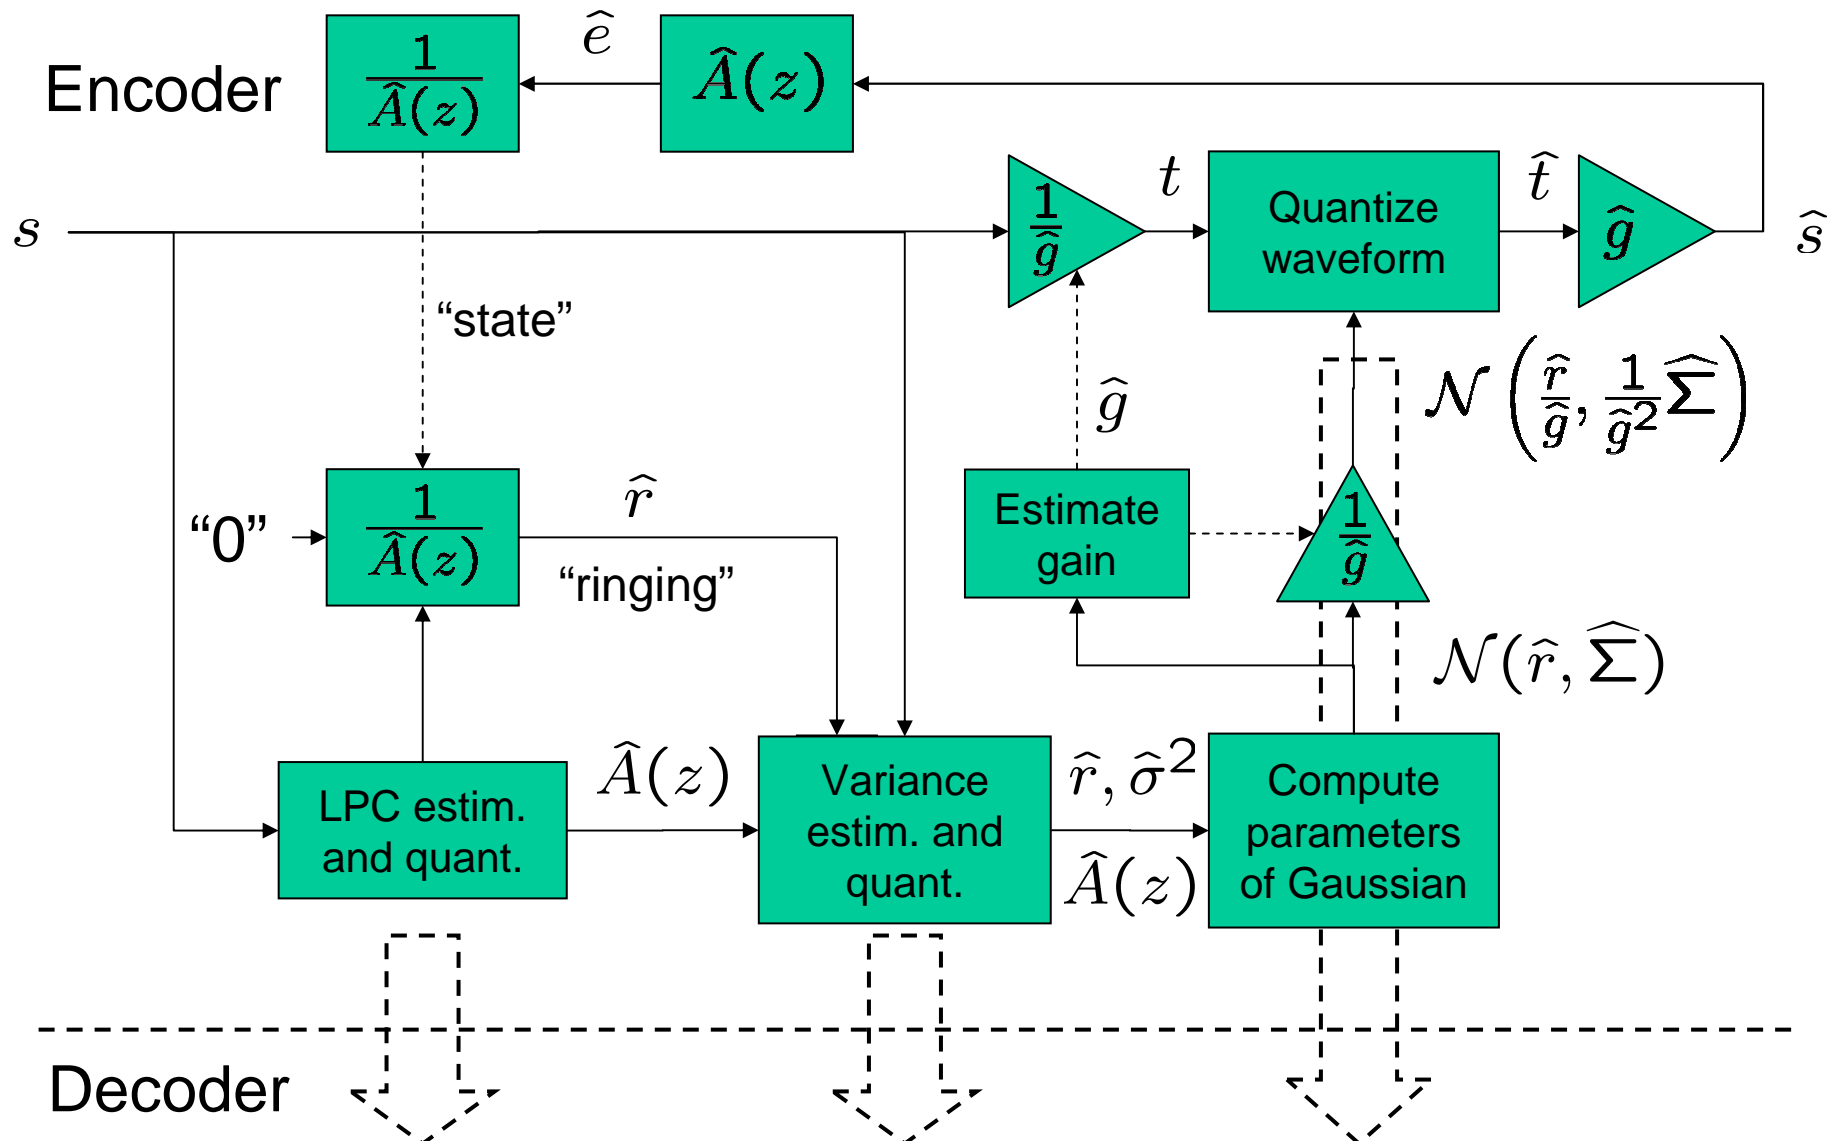 Encoder
1/Â(z)
ê
Â(z)
s
1/ĝ
t
Quantize
waveform
t̂
ĝ
ŝ
“state”
ĝ
N(r̂/ĝ, 1/ĝ² Σ̂)
“0”
1/Â(z)
r̂
“ringing”
Estimate
gain
1/ĝ
N(r̂, Σ̂)
LPC estim.
and quant.
Â(z)
Variance
estim. and
quant.
r̂, σ̂²
Â(z)
Compute
parameters
of Gaussian
Decoder